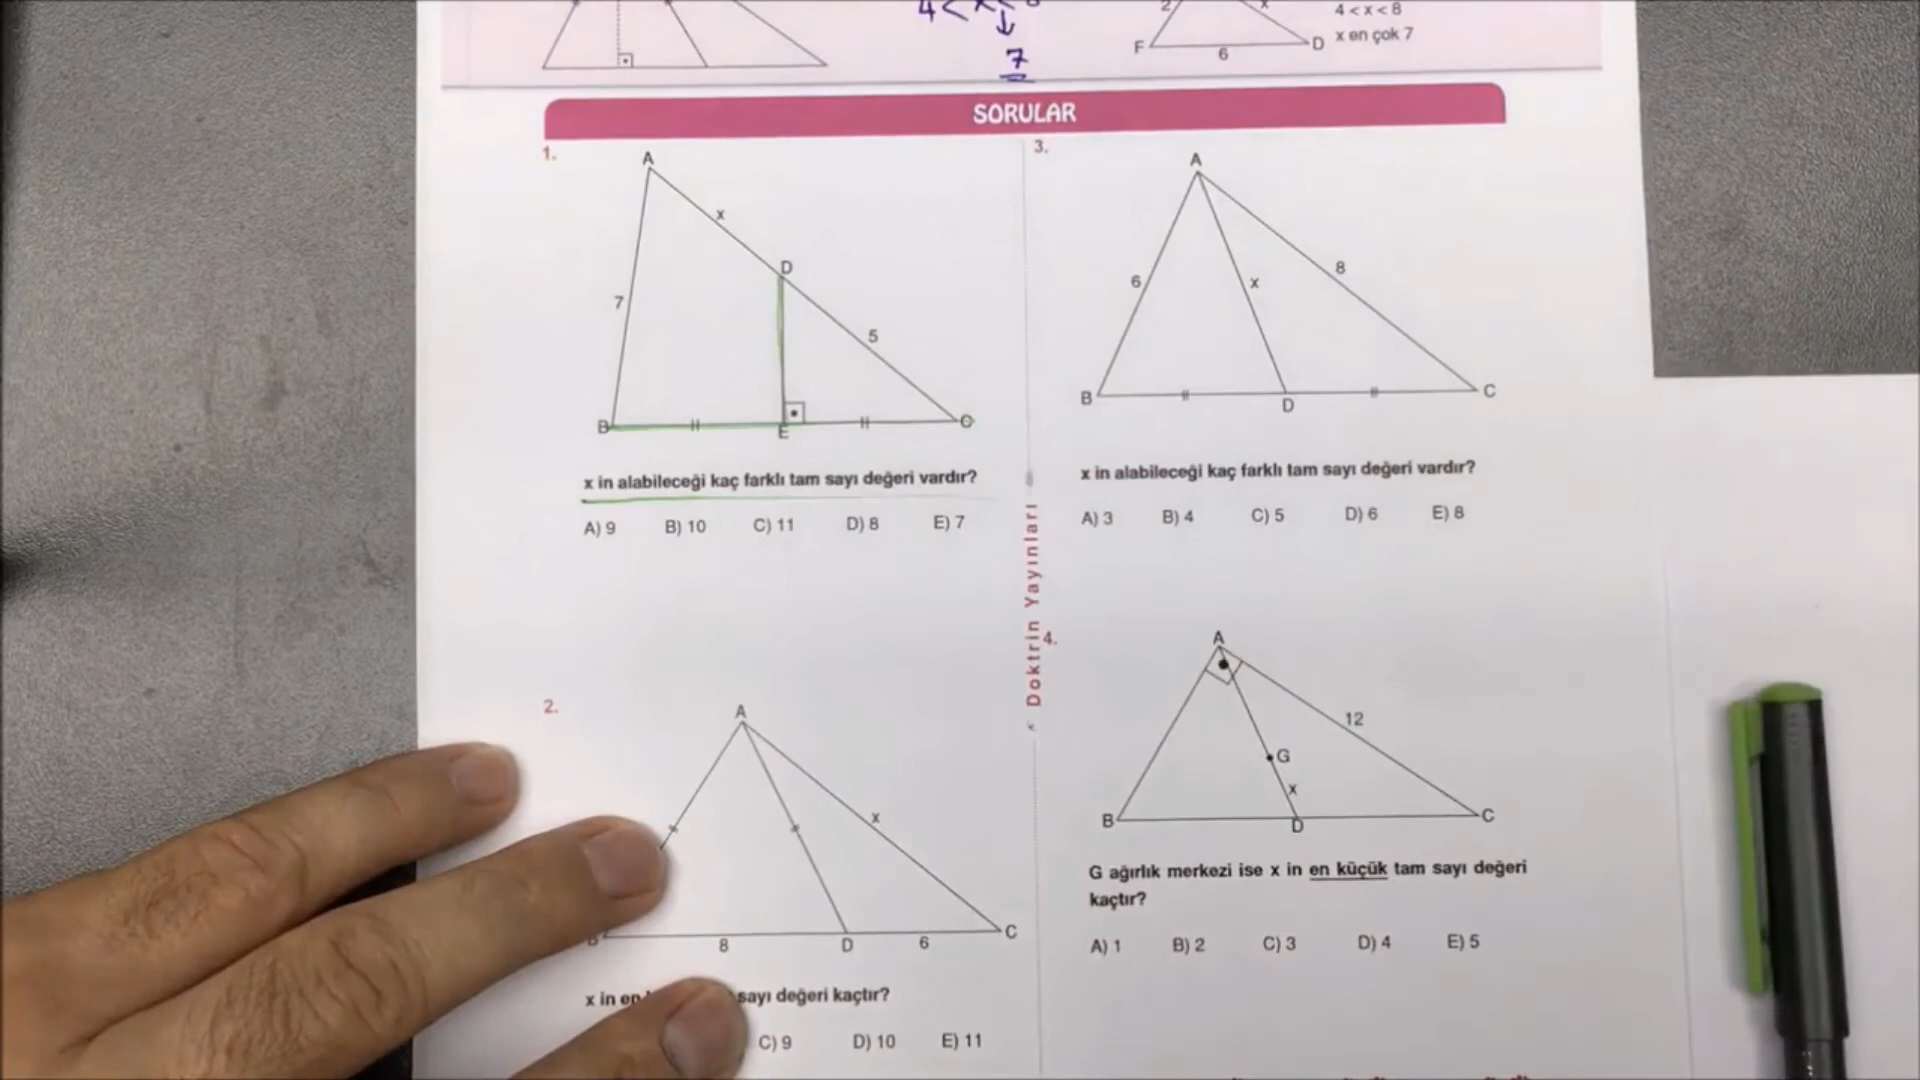 4 < x <
7
2
x
F
6
D
4 < x < 8
x en çok 7
SORULAR
1.
A
x
D
7
5
B
E
C
x in alabileceği kaç farklı tam sayı değeri vardır?
A) 9 B) 10 C) 11 D) 8 E) 7
2.
A
x
8
D
6
C
x in sayı değeri kaçtır?
C) 9 D) 10 E) 11
Doktrin Yayınları
3.
A
6
x
8
B
D
C
x in alabileceği kaç farklı tam sayı değeri vardır?
A) 3 B) 4 C) 5 D) 6 E) 8
4.
A
12
G
x
B
D
C
G ağırlık merkezi ise x in en küçük tam sayı değeri
kaçtır?
A) 1 B) 2 C) 3 D) 4 E) 5